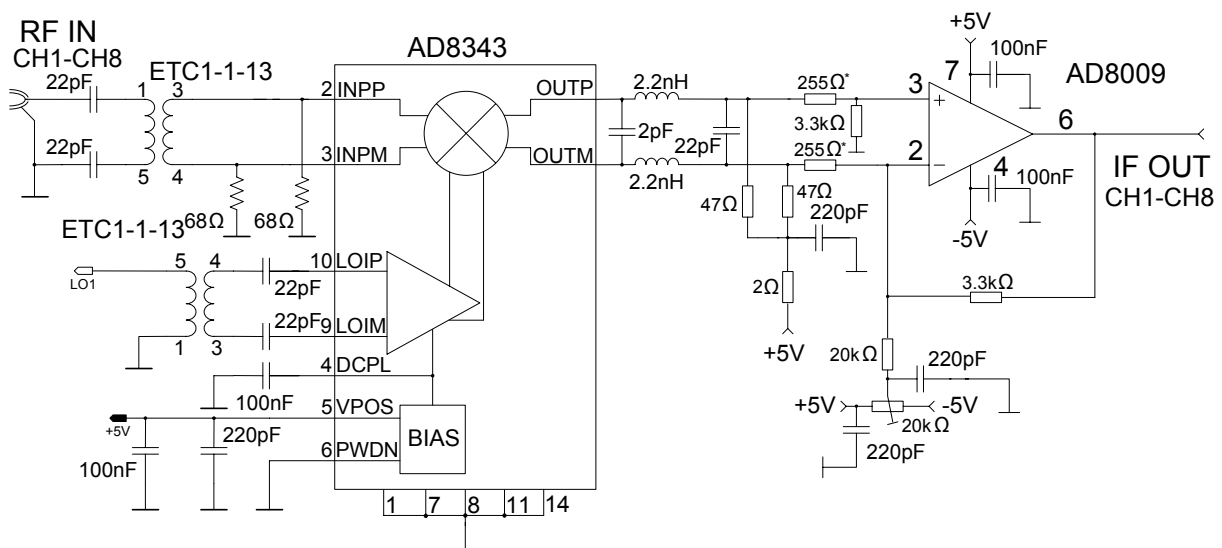 RF IN
CH1-CH8
22pF
ETC1-1-13
1
3
22pF
5
4
68Ω
68Ω
AD8343
2
INPP
3
INPM
OUTP
OUTM
2.2nH
2pF
22pF
2.2nH
255Ω*
3.3kΩ
255Ω*
47Ω
47Ω
220pF
2Ω
+5V
+5V
7
100nF
AD8009
3
+
2
−
6
4
100nF
-5V
IF OUT
CH1-CH8
3.3kΩ
20kΩ
220pF
+5V
-5V
20kΩ
220pF
ETC1-1-13
LO1
5
4
1
3
22pF
22pF
10
LOIP
9
LOIM
4
DCPL
100nF
5
VPOS
+5V
100nF
220pF
6
PWDN
BIAS
1
7
8
11
14